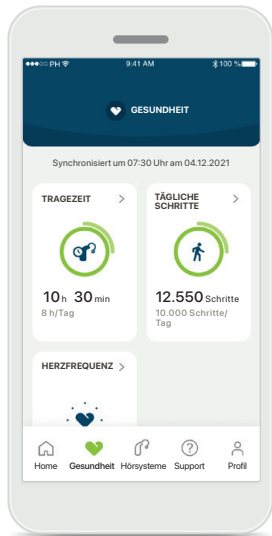 PH 9:41 AM 100 %
GESUNDHEIT
Synchronisiert um 07:30 Uhr am 04.12.2021
TRAGEZEIT >
10 h 30 min
8 h/Tag
TÄGLICHE >
SCHRITTE
12.550 Schritte
10.000 Schritte/
Tag
HERZFREQUENZ >
Home Gesundheit Hörsysteme Support Profil